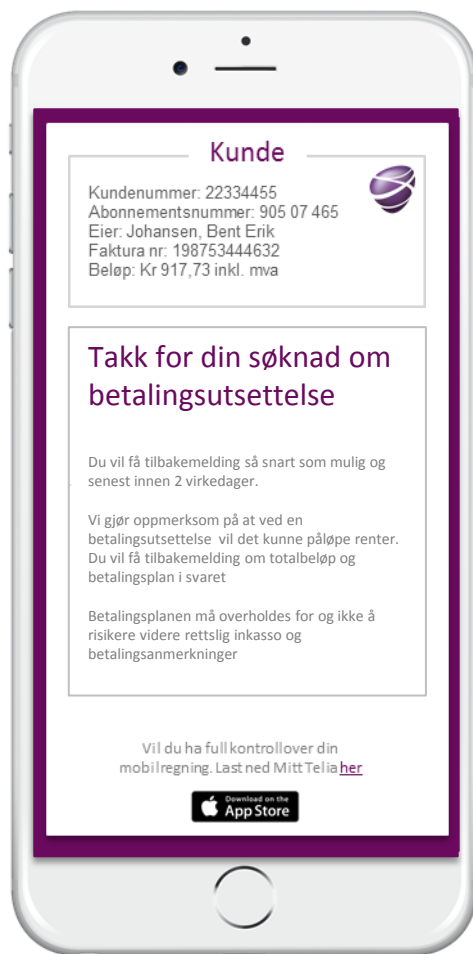 Kunde
Kundenummer: 22334455
Abonnementsnummer: 905 07 465
Eier: Johansen, Bent Erik
Faktura nr: 198753444632
Beløp: Kr 917,73 inkl. mva
Takk for din søknad om
betalingsutsettelse
Du vil få tilbakemelding så snart som mulig og
senest innen 2 virkedager.
Vi gjør oppmerksom på at ved en
betalingsutsettelse  vil det kunne påløpe renter.
Du vil få tilbakemelding om totalbeløp og
betalingsplan i svaret
Betalingsplanen må overholdes for og ikke å
risikere videre rettslig inkasso og
betalingsanmerkninger
Vil du ha full kontroll over din
mobilregning. Last ned Mitt Telia her
Download on the
App Store